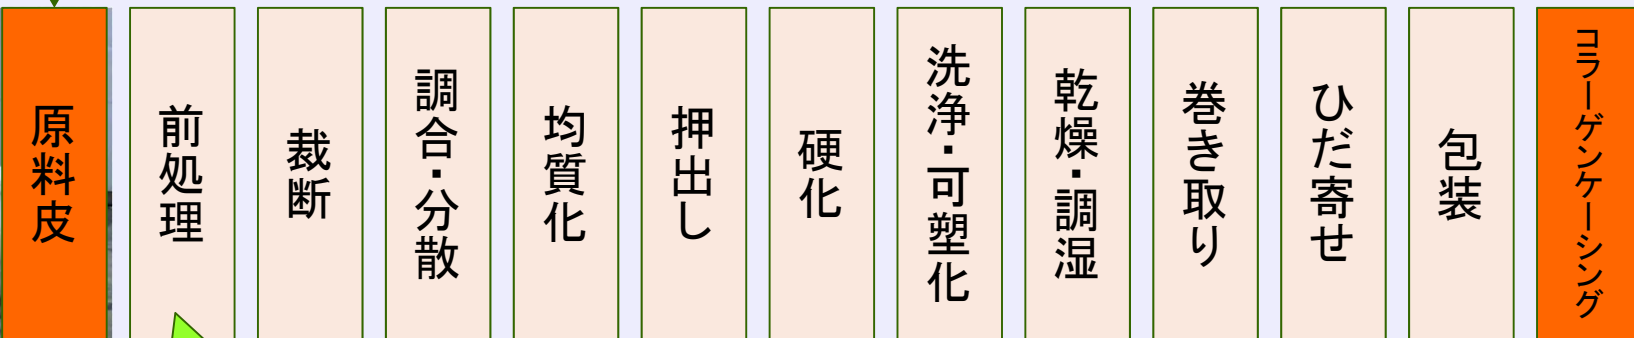 原料皮
前処理
裁断
調合・分散
均質化
押出し
硬化
洗浄・可塑化
乾燥・調湿
巻き取り
ひだ寄せ
包装
コラーゲンケーシング